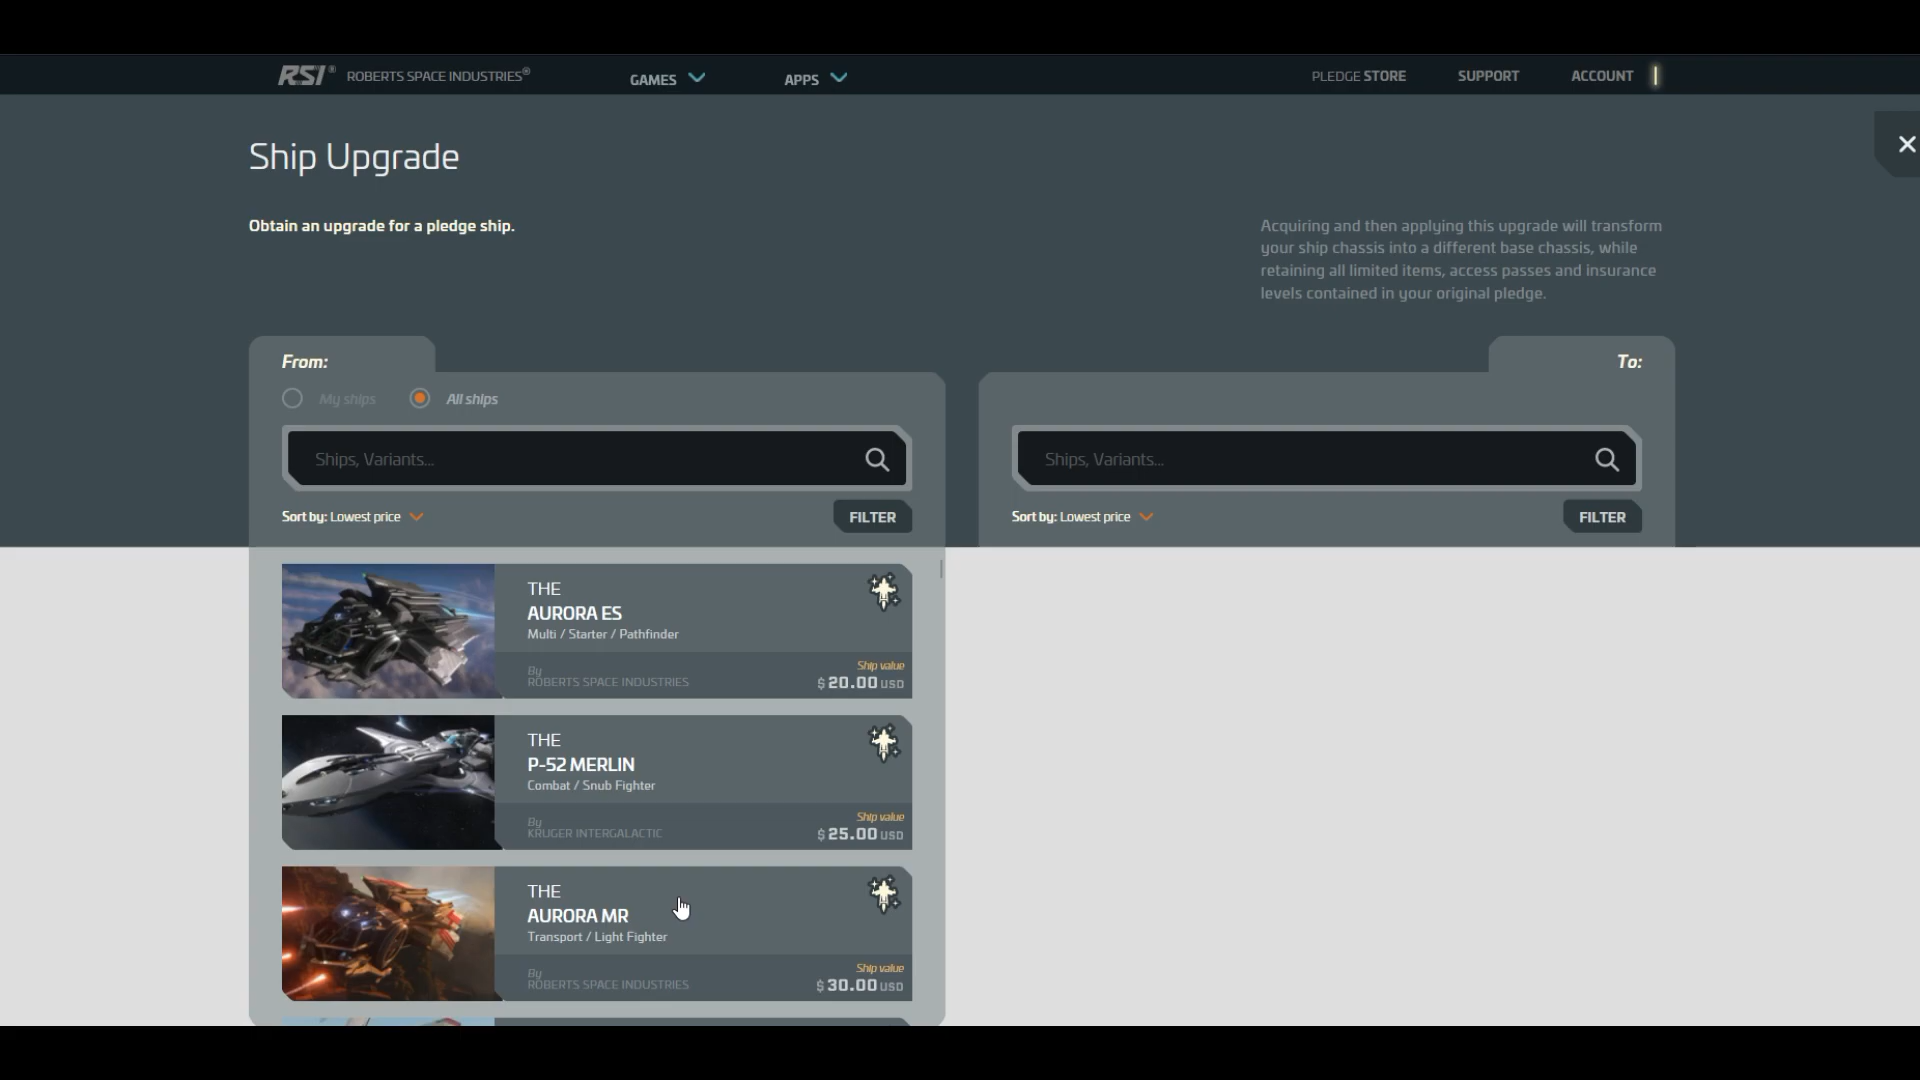 RSI® ROBERTS SPACE INDUSTRIES®
GAMES
APPS
PLEDGE STORE
SUPPORT
ACCOUNT
Ship Upgrade
Obtain an upgrade for a pledge ship.
Acquiring and then applying this upgrade will transform
your ship chassis into a different base chassis, while
retaining all limited items, access passes and insurance
levels contained in your original pledge.
From:
My ships
All ships
Ships, Variants...
Sort by: Lowest price
FILTER
THE
AURORA ES
Multi / Starter / Pathfinder
By
ROBERTS SPACE INDUSTRIES
Ship value
$ 20.00 USD
THE
P-52 MERLIN
Combat / Snub Fighter
By
KRUGER INTERGALACTIC
Ship value
$ 25.00 USD
THE
AURORA MR
Transport / Light Fighter
By
ROBERTS SPACE INDUSTRIES
Ship value
$ 30.00 USD
To:
Ships, Variants...
Sort by: Lowest price
FILTER